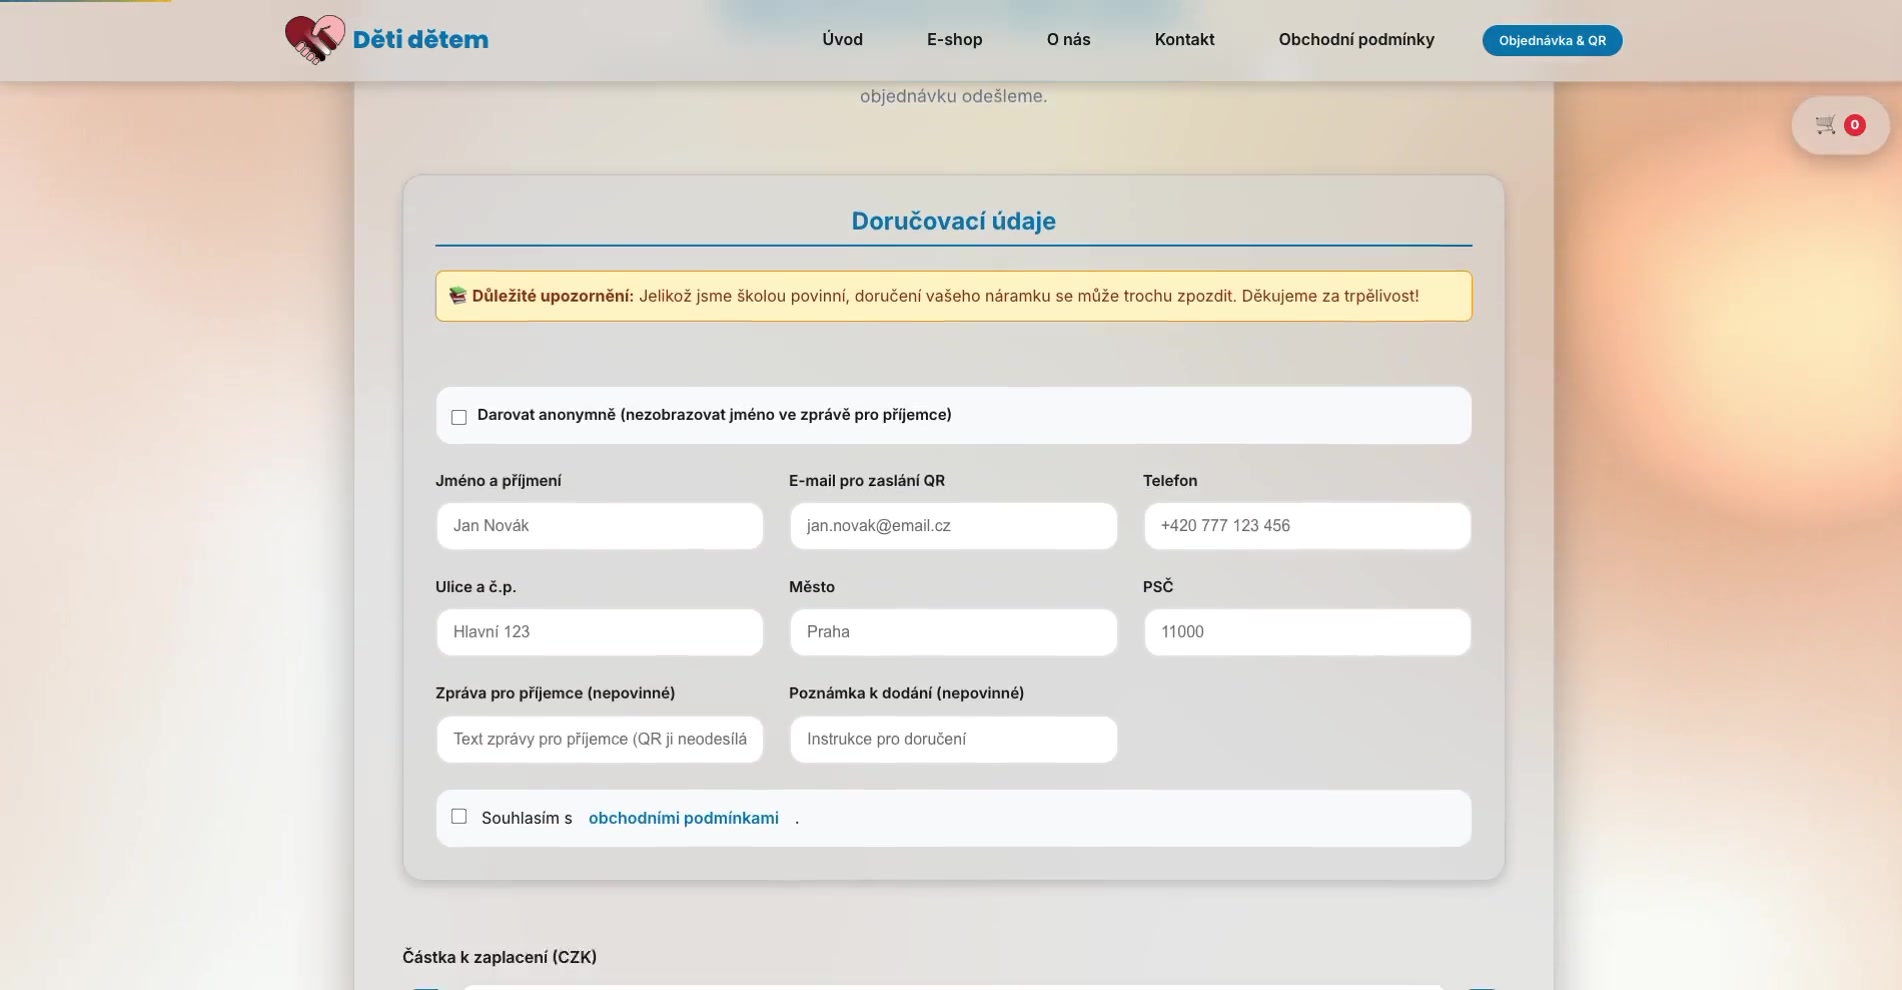 Děti dětem
Úvod
E-shop
O nás
Kontakt
Obchodní podmínky
Objednávka & QR
0
objednávku odešleme.
Doručovací údaje
Důležité upozornění: Jelikož jsme školou povinní, doručení vašeho náramku se může trochu zpozdit. Děkujeme za trpělivost!
Darovat anonymně (nezobrazovat jméno ve zprávě pro příjemce)
Jméno a příjmení
E-mail pro zaslání QR
Telefon
Jan Novák
jan.novak@email.cz
+420 777 123 456
Ulice a č.p.
Město
PSČ
Hlavní 123
Praha
11000
Zpráva pro příjemce (nepovinné)
Poznámka k dodání (nepovinné)
Text zprávy pro příjemce (QR ji neodesílá
Instrukce pro doručení
Souhlasím s obchodními podmínkami .
Částka k zaplacení (CZK)